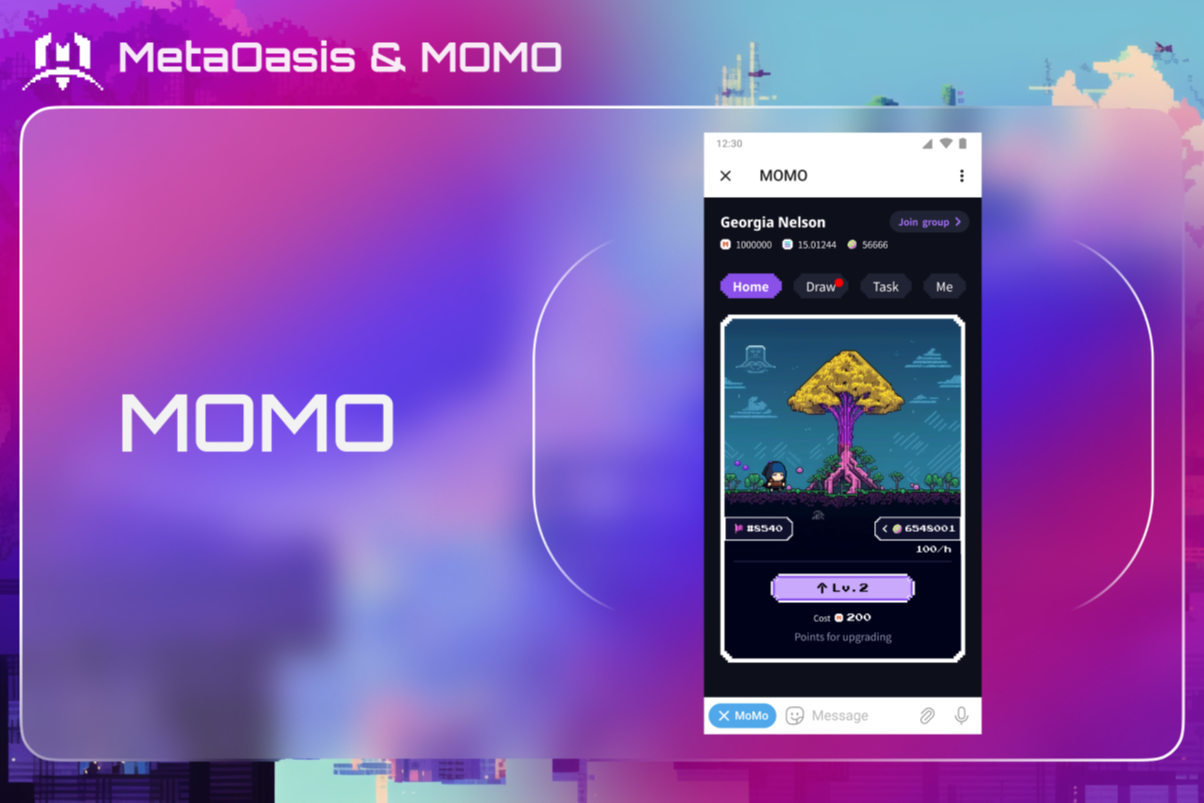 MetaOasis & MOMO
MOMO
12:30
MOMO
Georgia Nelson
Join group
1000000 15.01244 56666
Home Draw Task Me
#8540 6548001
100/h
Lv.2
Cost 200
Points for upgrading
MoMo Message